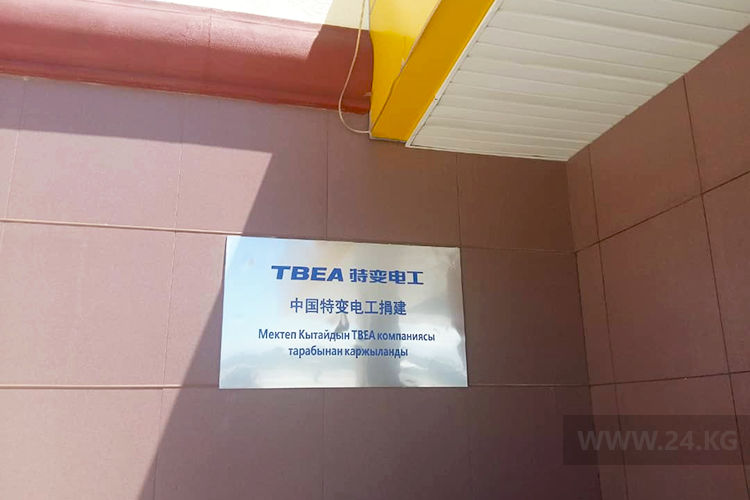 TBEA 特变电工
中国特变电工捐建
Мектеп Кытайдын TBEA компаниясы
тарабынан каржыланды
WWW.24.KG